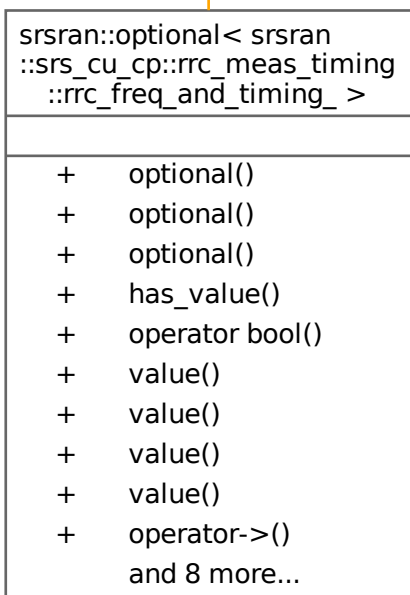 srsran::optional< srsran
::srs_cu_cp::rrc_meas_timing
::rrc_freq_and_timing_ >
+ optional()
+ optional()
+ optional()
+ has_value()
+ operator bool()
+ value()
+ value()
+ value()
+ value()
+ operator->()
and 8 more...